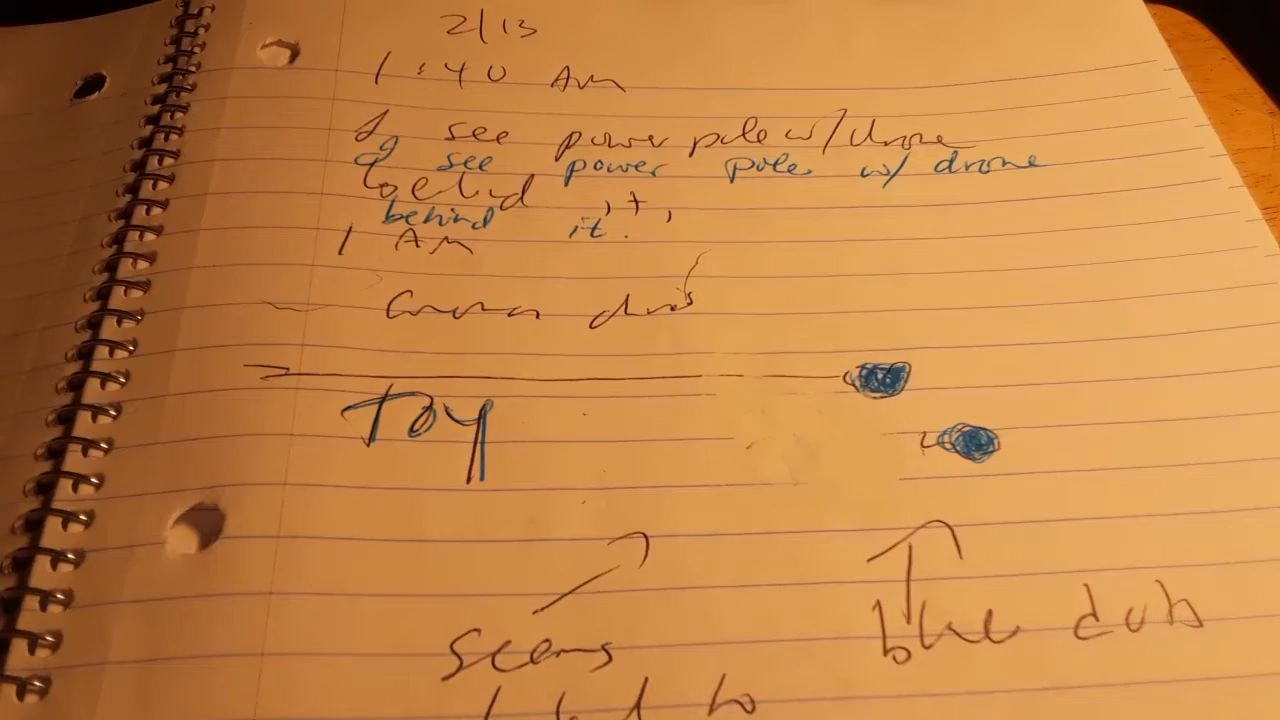 2/13
1:40 AM
I see power pole w/ drone
I see power pole w/ drone
behind it,
behind it.
1 AM
toy
seems
blue dots
to